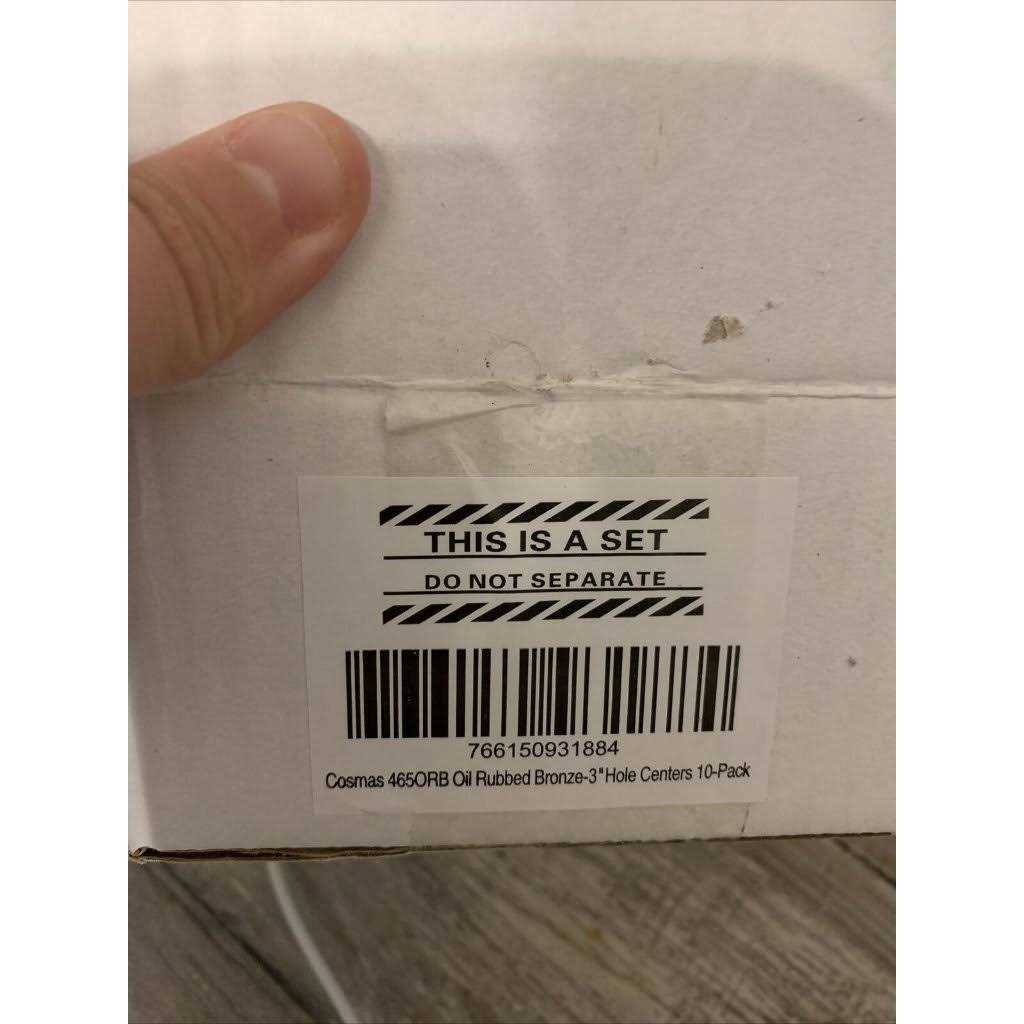 THIS IS A SET
DO NOT SEPARATE
766150931884
Cosmas 465ORB Oil Rubbed Bronze-3"Hole Centers 10-Pack